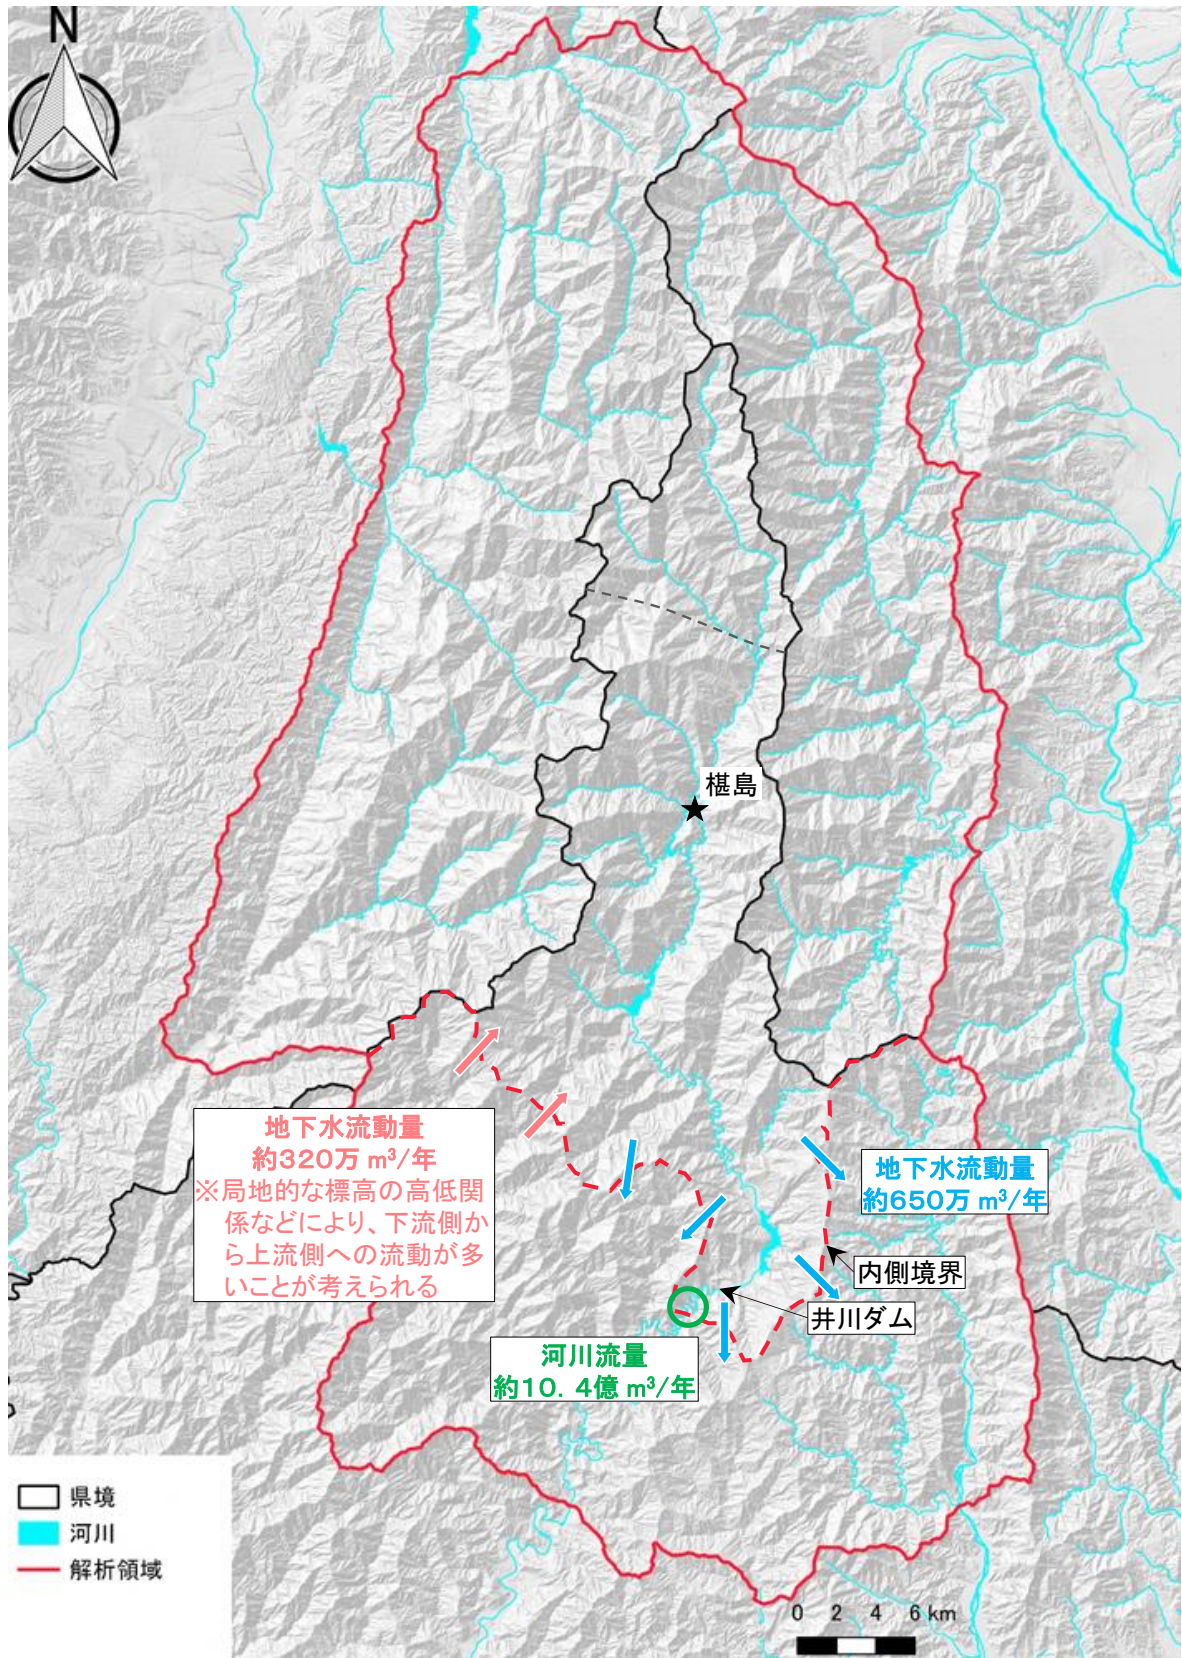 N
椹島
地下水流動量
約320万 m³/年
※局地的な標高の高低関
係などにより、下流側か
ら上流側への流動が多
いことが考えられる
地下水流動量
約650万 m³/年
内側境界
井川ダム
河川流量
約10.4億 m³/年
県境
河川
解析領域
0 2 4 6 km